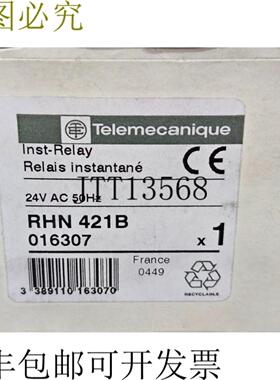 图必究
Telemecanique
Inst-Relay
Relais instantané
CE
24V AC 50Hz
JTT13568
RHN 421B
016307
x 1
France
0449
3 389110 163070
RECYCLABLE
包邮可开发票